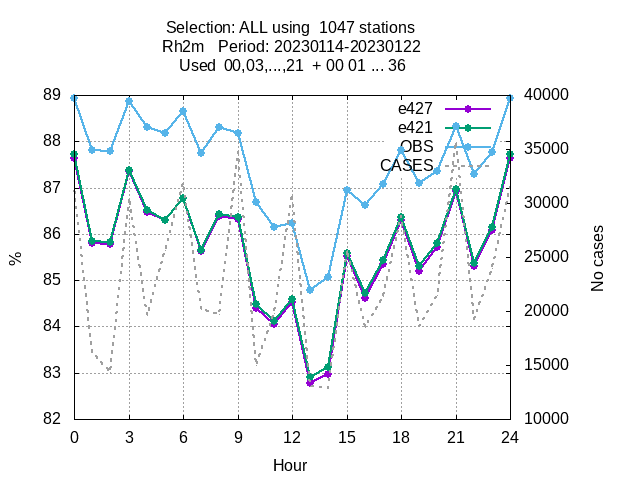 Selection: ALL using  1047 stations
Rh2m   Period: 20230114-20230122
Used  00,03,...,21  + 00 01 ... 36
89 40000
e427
e421
88 35000
OBS
CASES
87 30000
86
25000
%
No cases
85
20000
84
15000
83
82 10000
0 3 6 9 12 15 18 21 24
Hour